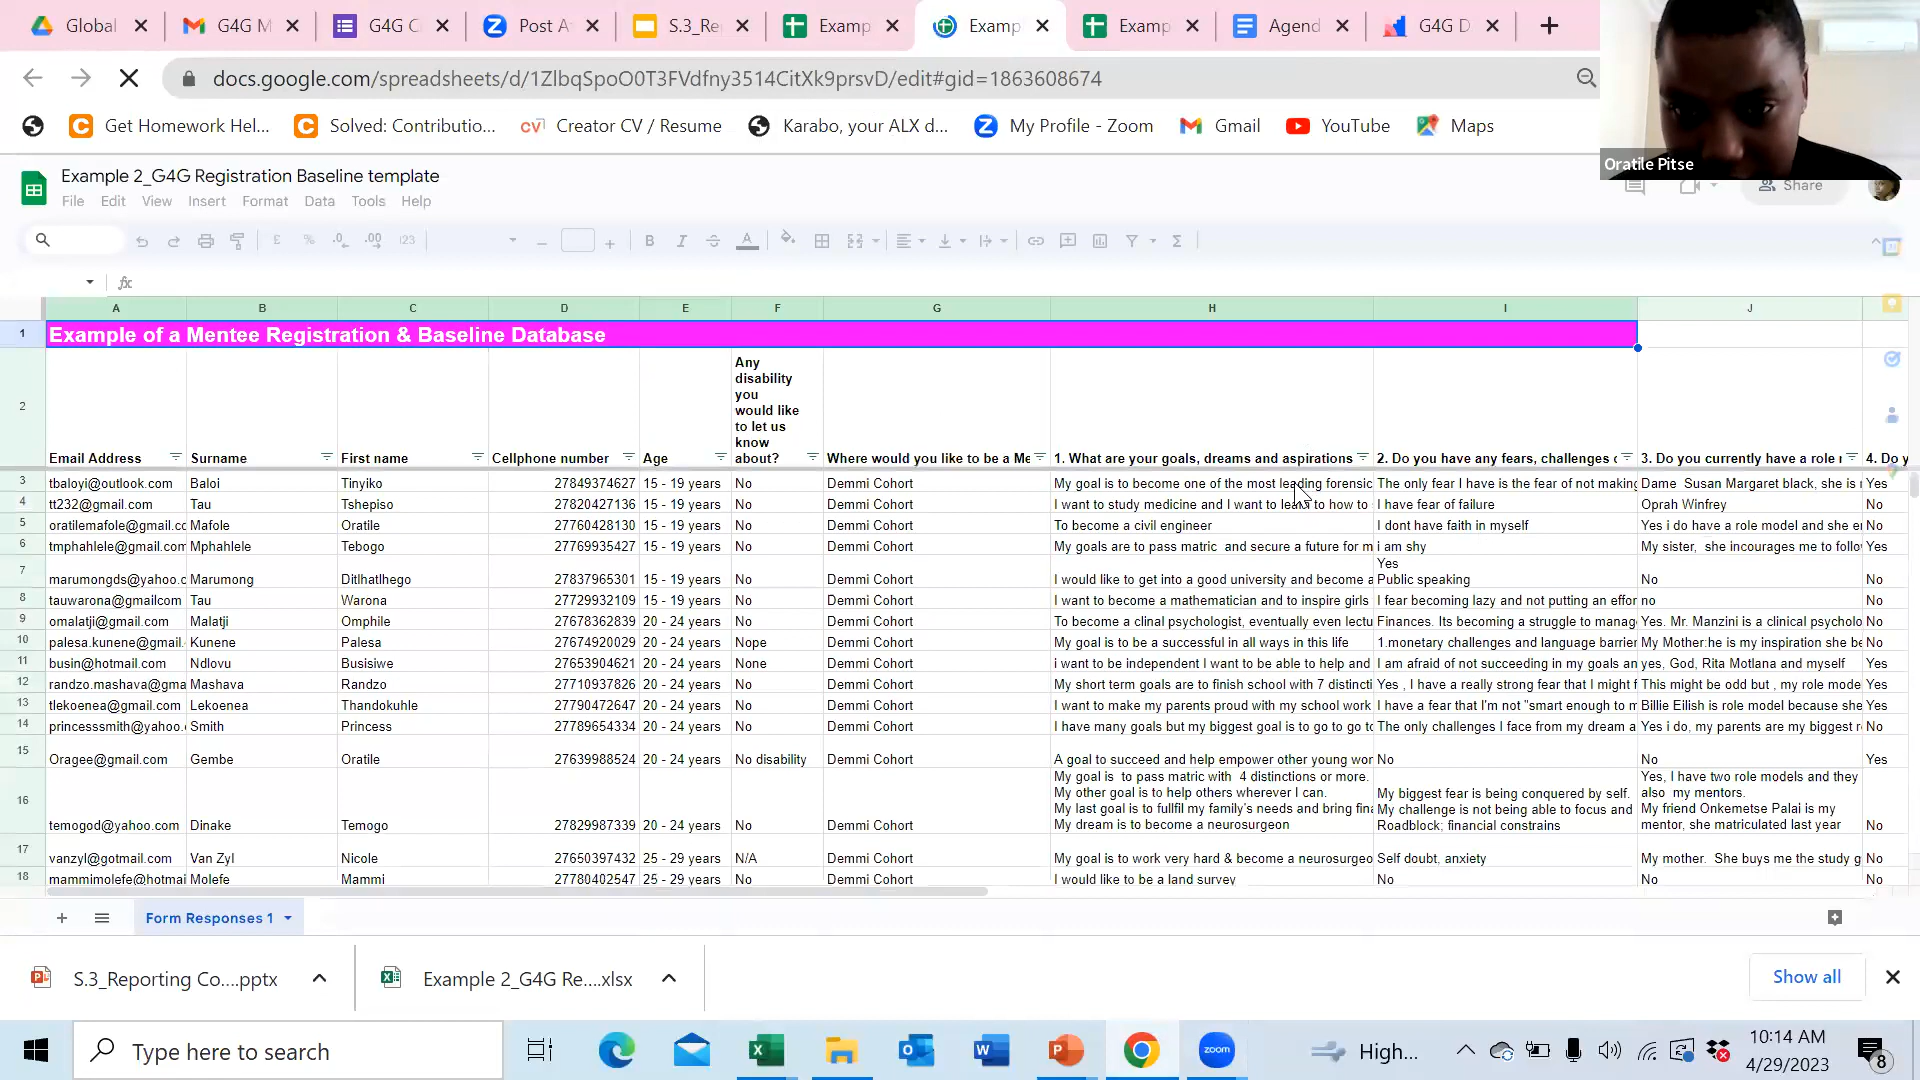 Global
G4G M
G4G C
Post A
S.3_Re
Examp
Examp
Examp
Agend
G4G D
docs.google.com/spreadsheets/d/1ZlbqSpoO0T3FVdfny3514CitXk9prsvD/edit#gid=1863608674
Get Homework Hel...
Solved: Contributio...
Creator CV / Resume
Karabo, your ALX d...
My Profile - Zoom
Gmail
YouTube
Maps
Oratile Pitse
Example 2_G4G Registration Baseline template
File Edit View Insert Format Data Tools Help
Share
£ % .0 .00 123
fx
A B C D E F G H I J
1 Example of a Mentee Registration & Baseline Database
2 Email Address Surname First name Cellphone number Age Any disability you would like to let us know about? Where would you like to be a Me 1. What are your goals, dreams and aspirations 2. Do you have any fears, challenges 3. Do you currently have a role 4. Do y
3 tbaloyi@outlook.com Baloi Tinyiko 27849374627 15 - 19 years No Demmi Cohort My goal is to become one of the most leading forensic The only fear I have is the fear of not making Dame Susan Margaret black, she is Yes
4 tt232@gmail.com Tau Tshepiso 27820427136 15 - 19 years No Demmi Cohort I want to study medicine and I want to learn to how to I have fear of failure Oprah Winfrey No
5 oratilemafole@gmail.cc Mafole Oratile 27760428130 15 - 19 years No Demmi Cohort To become a civil engineer I dont have faith in myself Yes i do have a role model and she er No
6 tmphahlele@gmail.com Mphahlele Tebogo 27769935427 15 - 19 years No Demmi Cohort My goals are to pass matric and secure a future for m i am shy My sister, she incourages me to follo Yes
7 marumongds@yahoo.c Marumong Ditlhatlhego 27837965301 15 - 19 years No Demmi Cohort I would like to get into a good university and become a Yes
Public speaking No No
8 tauwarona@gmailcom Tau Warona 27729932109 15 - 19 years No Demmi Cohort I want to become a mathematician and to inspire girls I fear becoming lazy and not putting an effor no No
9 omalatji@gmail.com Malatji Omphile 27678362839 20 - 24 years No Demmi Cohort To become a clinal psychologist, eventually even lectu Finances. Its becoming a struggle to manag Yes. Mr. Manzini is a clinical psycholo No
10 palesa.kunene@gmail. Kunene Palesa 27674920029 20 - 24 years Nope Demmi Cohort My goal is to be a successful in all ways in this life 1.monetary challenges and language barrier My Mother:he is my inspiration she be No
11 busin@hotmail.com Ndlovu Busisiwe 27653904621 20 - 24 years None Demmi Cohort i want to be independent I want to be able to help and I am afraid of not succeeding in my goals an yes, God, Rita Motlana and myself Yes
12 randzo.mashava@gma Mashava Randzo 27710937826 20 - 24 years No Demmi Cohort My short term goals are to finish school with 7 distincti Yes , I have a really strong fear that I might f This might be odd but , my role mode Yes
13 tlekoenea@gmail.com Lekoenea Thandokuhle 27790472647 20 - 24 years No Demmi Cohort I want to make my parents proud with my school work I have a fear that I'm not "smart enough to m Billie Eilish is role model because she Yes
14 princesssmith@yahoo. Smith Princess 27789654334 20 - 24 years No Demmi Cohort I have many goals but my biggest goal is to go to go to The only challenges I face from my dream a Yes i do, my parents are my biggest r No
15 Oragee@gmail.com Gembe Oratile 27639988524 20 - 24 years No disability Demmi Cohort A goal to succeed and help empower other young wor No No Yes
16 temogod@yahoo.com Dinake Temogo 27829987339 20 - 24 years No Demmi Cohort
My goal is to pass matric with 4 distinctions or more.
My other goal is to help others wherever I can.
My last goal is to fullfil my family's needs and bring fina
My dream is to become a neurosurgeon
My biggest fear is being conquered by self.
My challenge is not being able to focus and
Roadblock; financial constrains
Yes, I have two role models and they
also my mentors.
My friend Onkemetse Palai is my
mentor, she matriculated last year
No
17 vanzyl@gotmail.com Van Zyl Nicole 27650397432 25 - 29 years N/A Demmi Cohort My goal is to work very hard & become a neurosurgeo Self doubt, anxiety My mother. She buys me the study g No
18 mammimolefe@hotmai Molefe Mammi 27780402547 25 - 29 years No Demmi Cohort I would like to be a land survey No No No
Form Responses 1
S.3_Reporting Co....pptx
Example 2_G4G Re....xlsx
Show all
Type here to search
zoom
High...
10:14 AM
4/29/2023
8